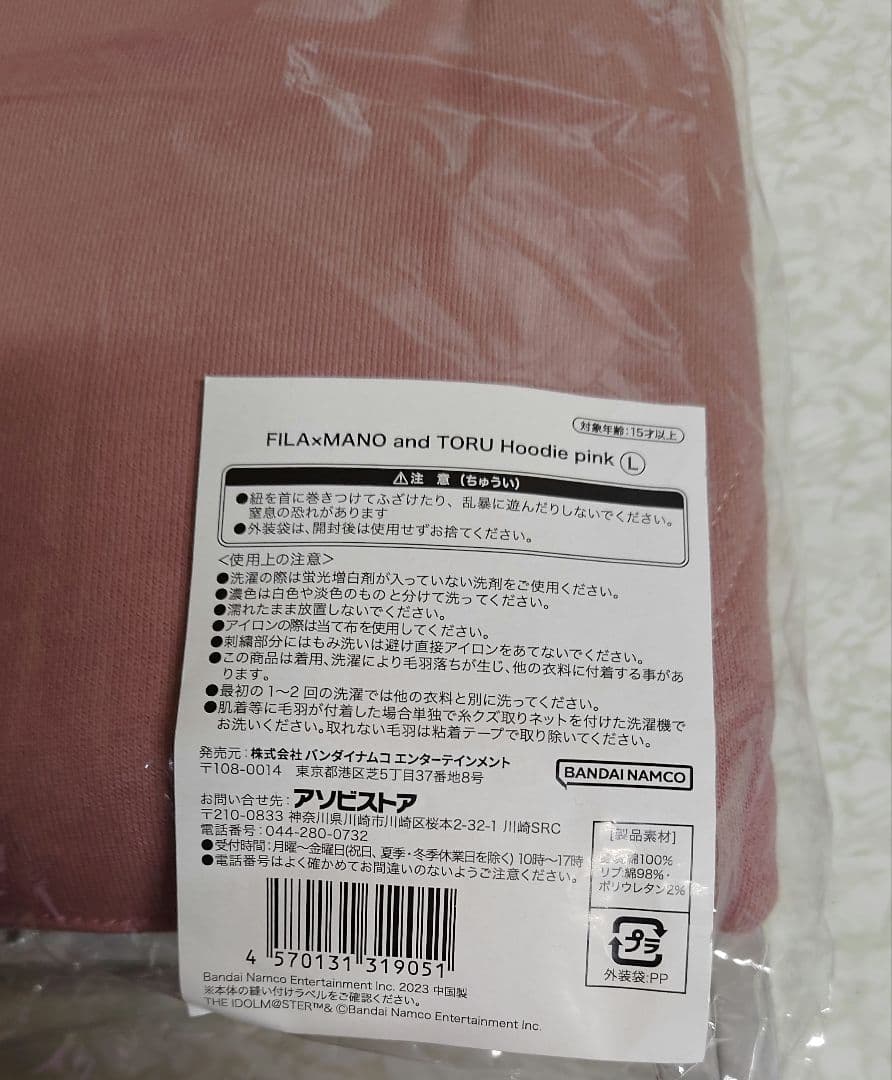 対象年齢:15才以上
FILA×MANO and TORU Hoodie pink L
⚠注 意(ちゅうい)
●紐を首に巻きつけてふざけたり、乱暴に遊んだりしないでください。
窒息の恐れがあります
●外装袋は、開封後は使用せずお捨てください。
<使用上の注意>
●洗濯の際は蛍光増白剤が入っていない洗剤をご使用ください。
●濃色は白色や淡色のものと分けて洗ってください。
●濡れたまま放置しないでください。
●アイロンの際は当て布を使用してください。
●刺繍部分にはもみ洗いは避け直接アイロンをあてないでください。
●この商品は着用、洗濯により毛羽落ちが生じ、他の衣料に付着する事があ
ります。
●最初の1〜2回の洗濯では他の衣料と別に洗ってください。
●肌着等に毛羽が付着した場合単独で糸クズ取りネットを付けた洗濯機で
お洗いください。取れない毛羽は粘着テープで取り除いてください。
発売元:株式会社 バンダイナムコ エンターテインメント
〒108-0014 東京都港区芝5丁目37番地8号
BANDAI NAMCO
お問い合せ先:アソビストア
〒210-0833 神奈川県川崎市川崎区桜本2-32-1 川崎SRC
電話番号:044-280-0732
●受付時間:月曜〜金曜日(祝日、夏季・冬季休業日を除く) 10時〜17時
●電話番号はよく確かめてお間違いのないようご注意ください。
[製品素材]
綿100%
リブ:綿98%・
ポリウレタン2%
プラ
外装袋:PP
4 570131 319051
Bandai Namco Entertainment Inc. 2023 中国製
※本体の縫い付けラベルをご確認ください。
THE IDOLM@STER™& ©Bandai Namco Entertainment Inc.